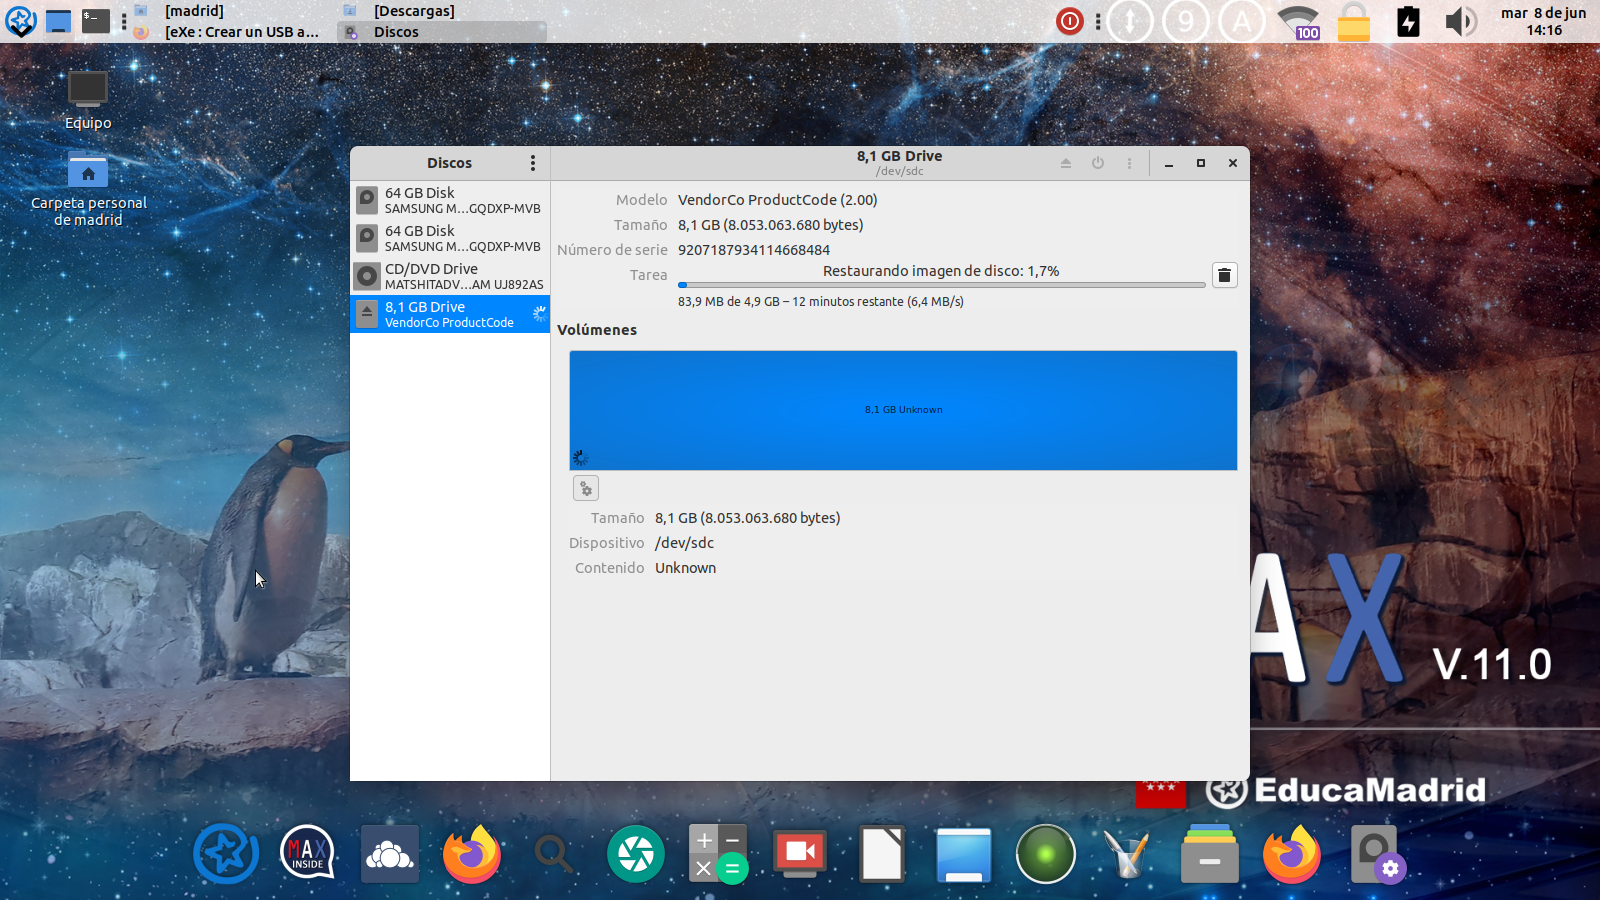 [madrid]
[Descargas]
[eXe : Crear un USB a...
Discos
9
A
100
mar 8 de jun
14:16
Equipo
Carpeta personal
de madrid
Discos
8,1 GB Drive
/dev/sdc
64 GB Disk
SAMSUNG M...GQDXP-MVB
64 GB Disk
SAMSUNG M...GQDXP-MVB
CD/DVD Drive
MATSHITADV...AM UJ892AS
8,1 GB Drive
VendorCo ProductCode
Modelo VendorCo ProductCode (2.00)
Tamaño 8,1 GB (8.053.063.680 bytes)
Número de serie 9207187934114668484
Tarea Restaurando imagen de disco: 1,7%
83,9 MB de 4,9 GB – 12 minutos restante (6,4 MB/s)
Volúmenes
8,1 GB Unknown
Tamaño 8,1 GB (8.053.063.680 bytes)
Dispositivo /dev/sdc
Contenido Unknown
AX
V.11.0
EducaMadrid
MAX
INSIDE